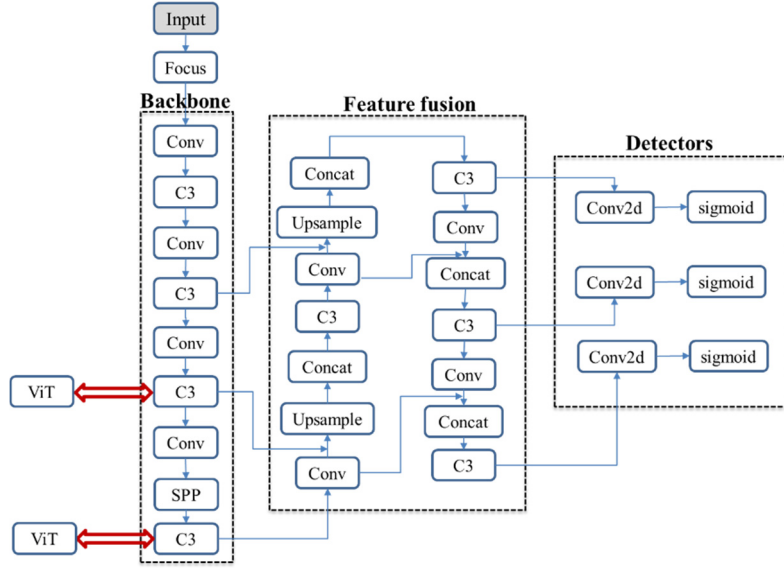 Input
Focus
Backbone
Conv
C3
Conv
C3
Conv
ViT
C3
Conv
SPP
ViT
C3
Feature fusion
Concat
Upsample
Conv
C3
Concat
Upsample
Conv
C3
Conv
Concat
C3
Conv
Concat
C3
Detectors
Conv2d
sigmoid
Conv2d
sigmoid
Conv2d
sigmoid